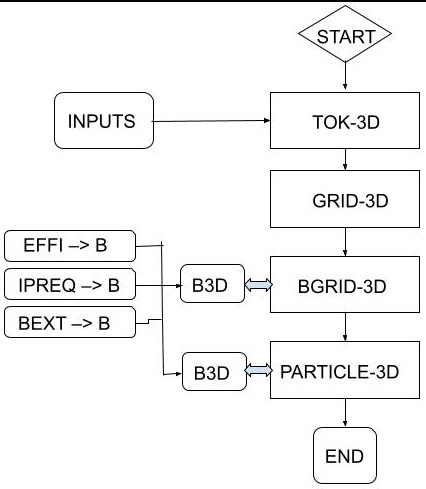 START
INPUTS
TOK-3D
GRID-3D
EFFI –> B
IPREQ –> B
B3D
BGRID-3D
BEXT –> B
B3D
PARTICLE-3D
END